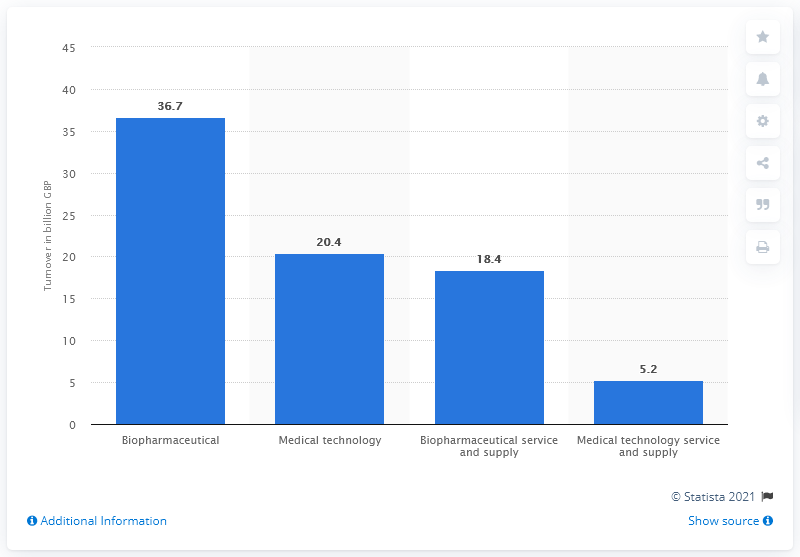 45
40
35
30
25
20
15
10
5
0
Turnover in billion GBP
36.7
20.4
18.4
5.2
Biopharmaceutical
Medical technology
Biopharmaceutical service
and supply
Medical technology service
and supply
© Statista 2021
Additional Information
Show source